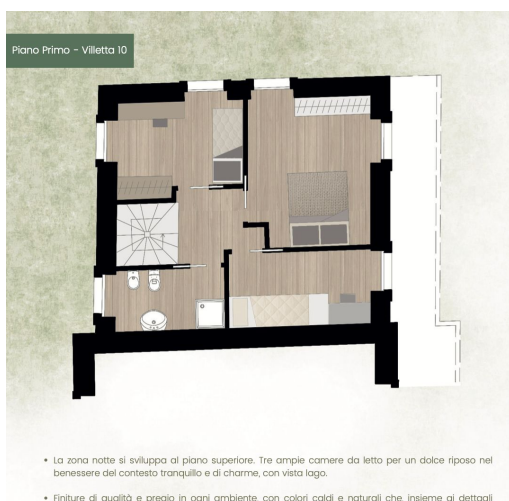 Piano Primo - Villetta 10
• La zona notte si sviluppa al piano superiore. Tre ampie camere da letto per un dolce riposo nel
benessere del contesto tranquillo e di charme, con vista lago.
• Finiture di qualità e pregio in ogni ambiente, con colori caldi e naturali che, insieme ai dettagli